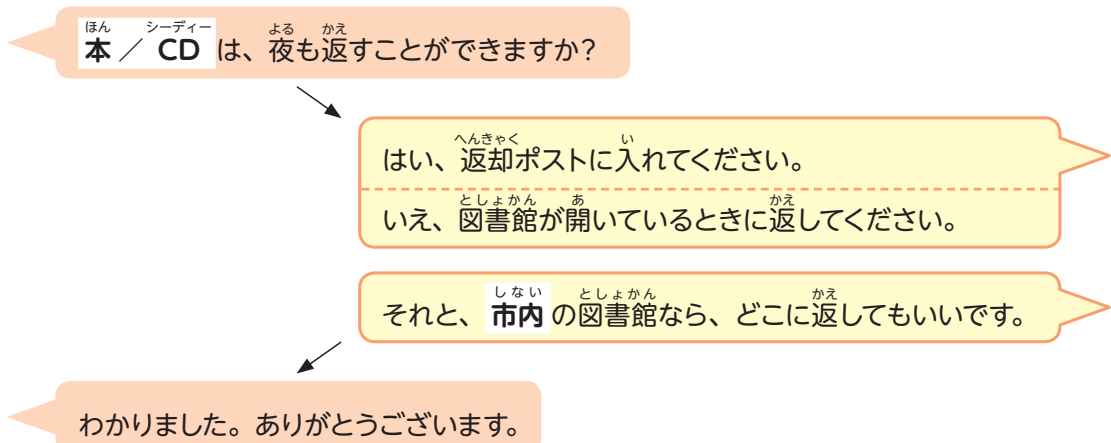 本／CDは、夜も返すことができますか？
はい、返却ポストに入れてください。
いえ、図書館が開いているときに返してください。
それと、市内の図書館なら、どこに返してもいいです。
わかりました。ありがとうございます。